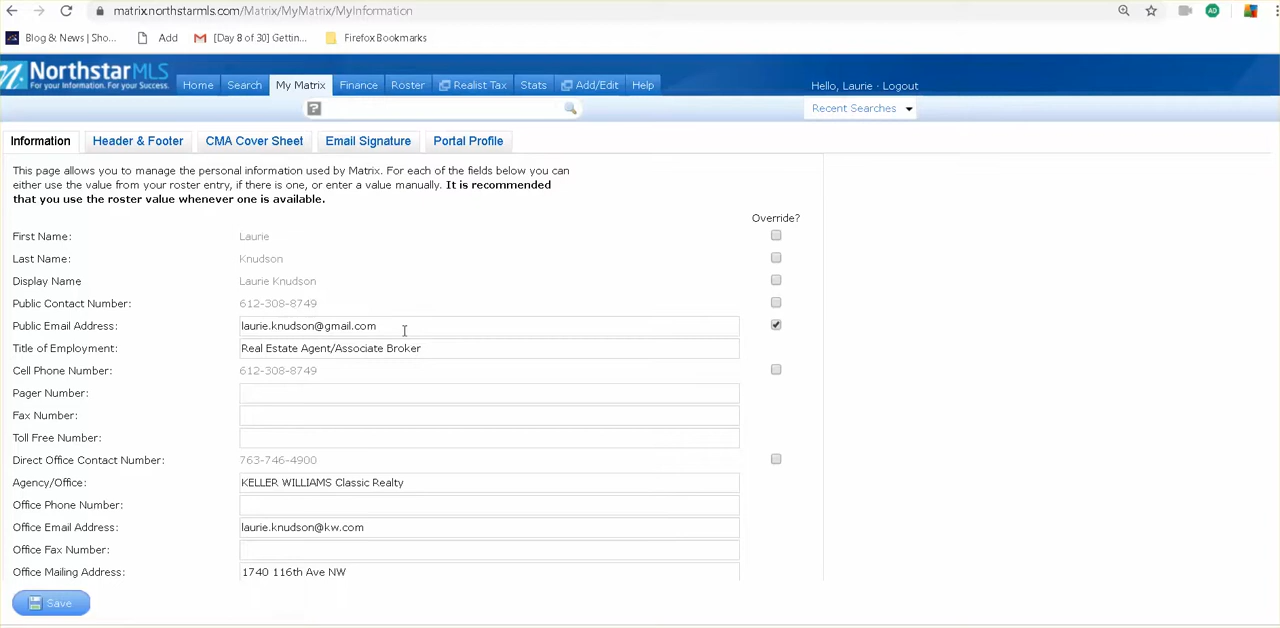 matrix.northstarmls.com/Matrix/MyMatrix/MyInformation
AD
Blog & News | Sho... Add [Day 8 of 30] Gettin... Firefox Bookmarks
NorthstarMLS
For your Information. For your Success.
Home Search My Matrix Finance Roster Realist Tax Stats Add/Edit Help
Hello, Laurie · Logout
?
Recent Searches
Information Header & Footer CMA Cover Sheet Email Signature Portal Profile
This page allows you to manage the personal information used by Matrix. For each of the fields below you can
either use the value from your roster entry, if there is one, or enter a value manually. It is recommended
that you use the roster value whenever one is available.
Override?
First Name: Laurie
Last Name: Knudson
Display Name Laurie Knudson
Public Contact Number: 612-308-8749
Public Email Address: laurie.knudson@gmail.com
Title of Employment: Real Estate Agent/Associate Broker
Cell Phone Number: 612-308-8749
Pager Number:
Fax Number:
Toll Free Number:
Direct Office Contact Number: 763-746-4900
Agency/Office: KELLER WILLIAMS Classic Realty
Office Phone Number:
Office Email Address: laurie.knudson@kw.com
Office Fax Number:
Office Mailing Address: 1740 116th Ave NW
Save